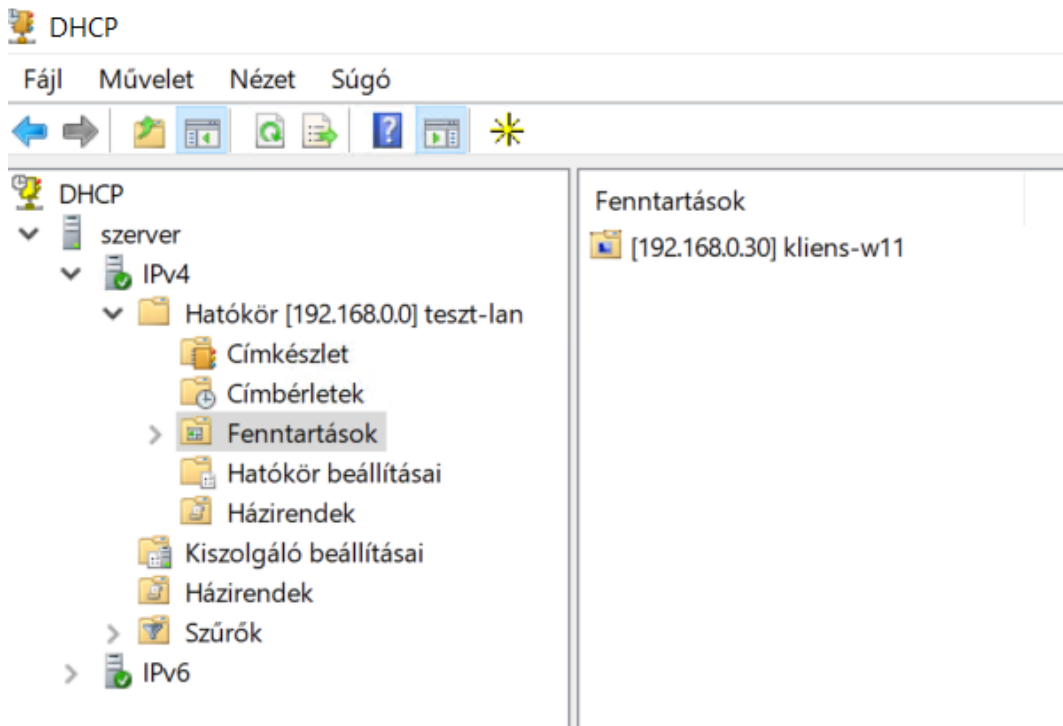 DHCP
Fájl Művelet Nézet Súgó
DHCP
szerver
IPv4
Hatókör [192.168.0.0] teszt-lan
Címkészlet
Címbérletek
Fenntartások
Hatókör beállításai
Házirendek
Kiszolgáló beállításai
Házirendek
Szűrők
IPv6
Fenntartások
[192.168.0.30] kliens-w11